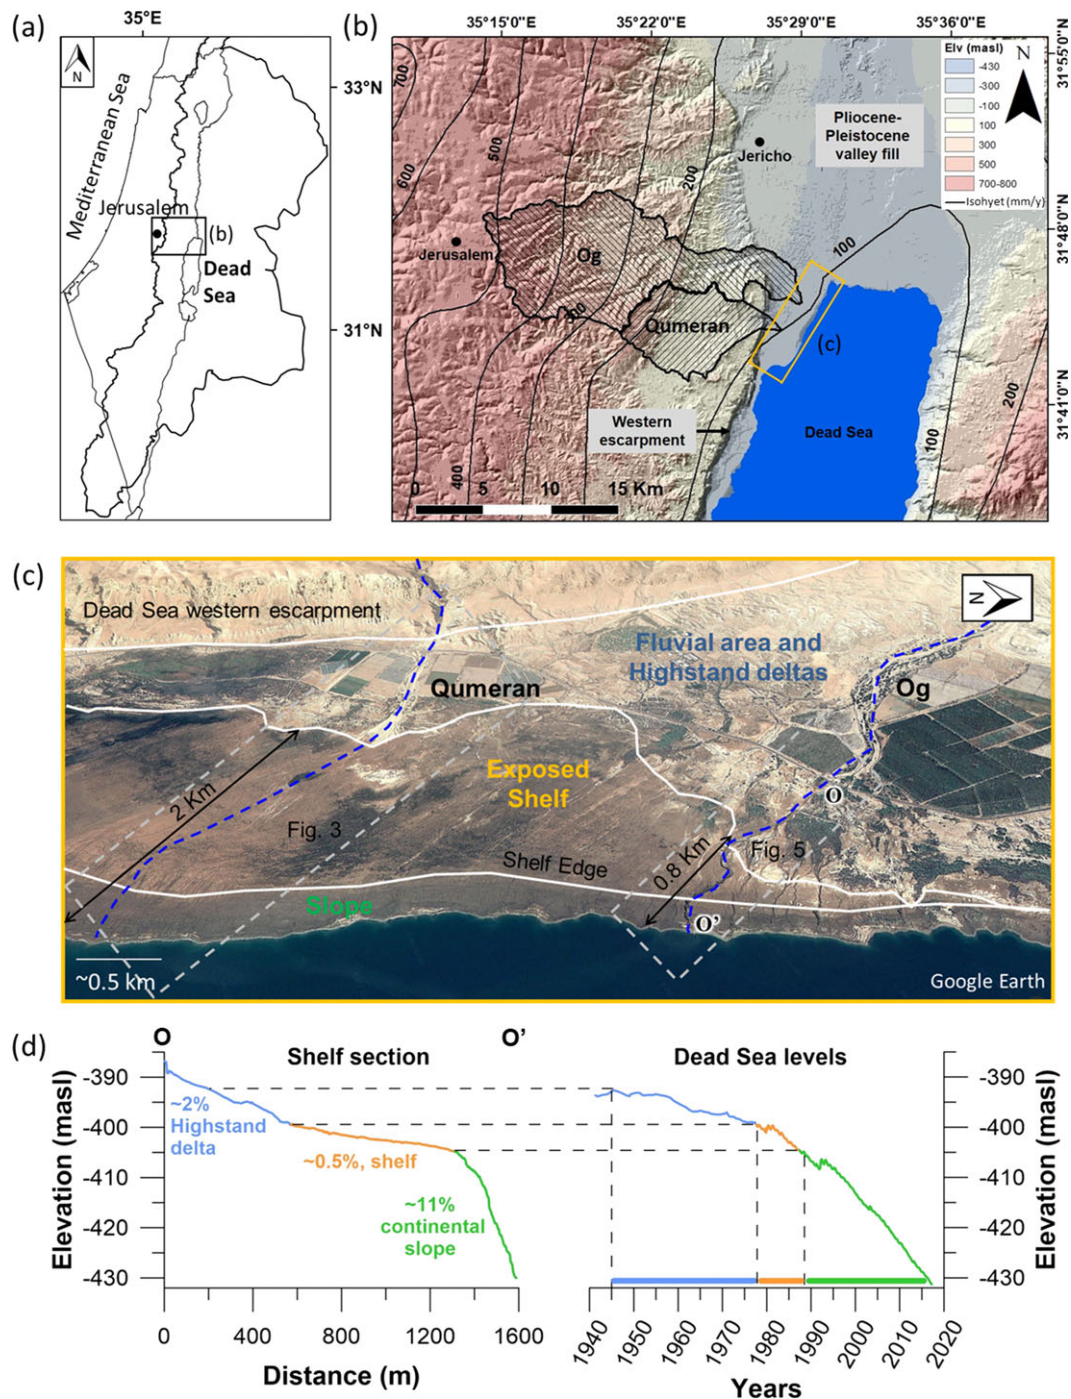 (a)
35°E
N
Mediterranean Sea
33°N
Jerusalem
(b)
Dead
Sea
31°N
(b)
35°15'0"E
35°22'0"E
35°29'0"E
35°36'0"E
31°55'0"N
31°48'0"N
31°41'0"N
Elv (masl)
N
-430
-300
-100
100
300
500
700-800
Isohyet (mm/y)
Pliocene-
Pleistocene
valley fill
Jericho
700
600
500
200
100
Jerusalem
Og
Qumeran
(c)
Western
escarpment
Dead Sea
400
100
200
0
5
10
15 Km
(c)
Dead Sea western escarpment
N
Fluvial area and
Highstand deltas
Qumeran
Og
Exposed
Shelf
2 Km
Fig. 3
O
0.8 Km
Fig. 5
Shelf Edge
Slope
O'
~0.5 km
Google Earth
(d)
O
Shelf section
O'
Dead Sea levels
Elevation (masl)
-390
-400
-410
-420
-430
~2%
Highstand
delta
~0.5%, shelf
~11%
continental
slope
0
400
800
1200
1600
Distance (m)
1940
1950
1960
1970
1980
1990
2000
2010
2020
Years
-390
-400
-410
-420
-430
Elevation (masl)